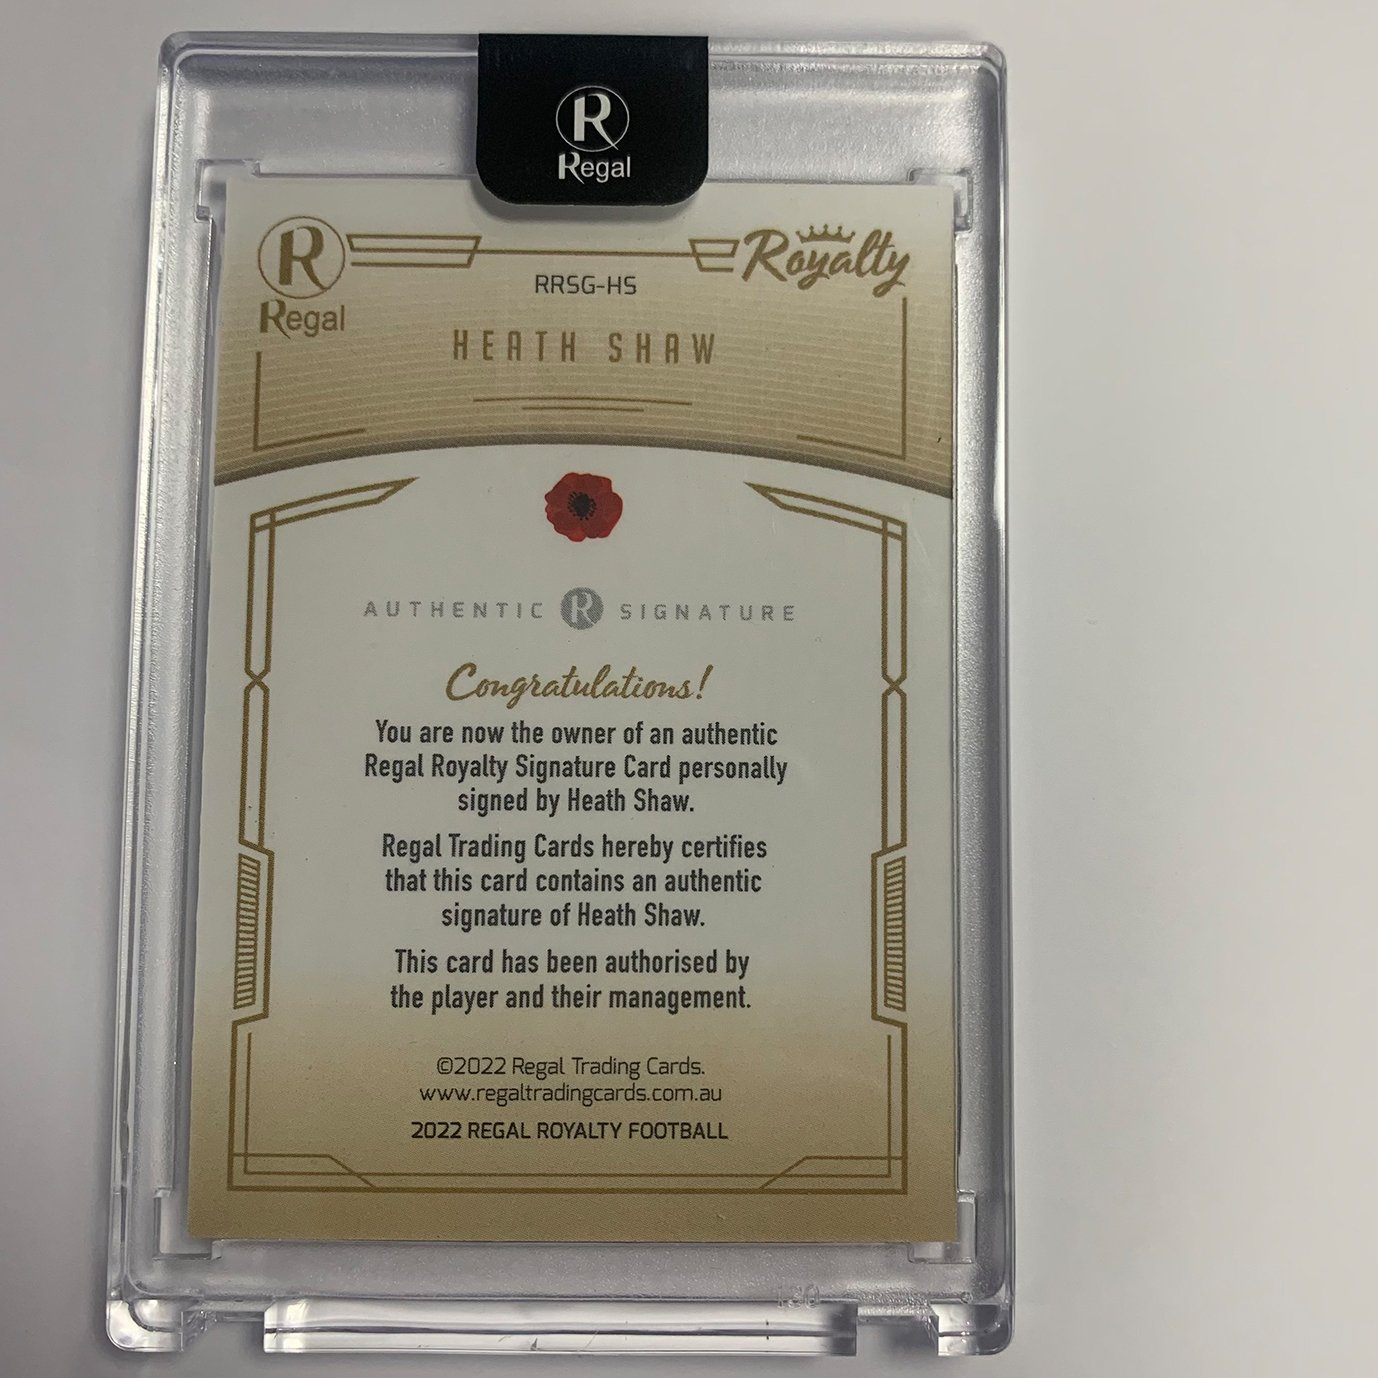 R
Regal
R
Regal
Royalty
RRSG-HS
HEATH SHAW
AUTHENTIC R SIGNATURE
Congratulations!
You are now the owner of an authentic
Regal Royalty Signature Card personally
signed by Heath Shaw.
Regal Trading Cards hereby certifies
that this card contains an authentic
signature of Heath Shaw.
This card has been authorised by
the player and their management.
©2022 Regal Trading Cards.
www.regaltradingcards.com.au
2022 REGAL ROYALTY FOOTBALL